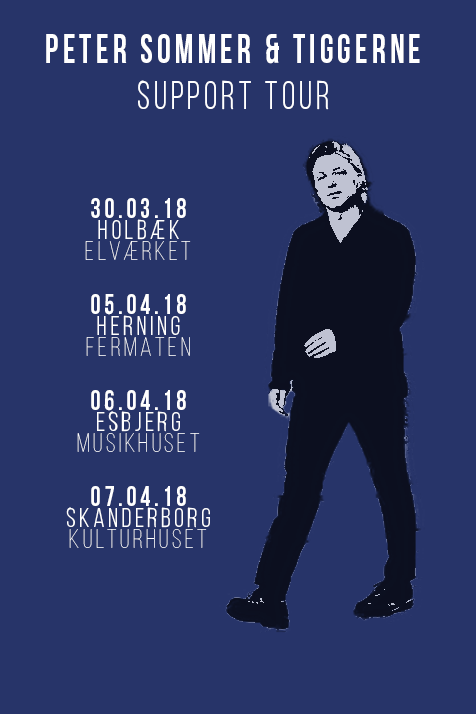 PETER SOMMER & TIGGERNE
SUPPORT TOUR
30.03.18
HOLBÆK
ELVÆRKET
05.04.18
HERNING
FERMATEN
06.04.18
ESBJERG
MUSIKHUSET
07.04.18
SKANDERBORG
KULTURHUSET